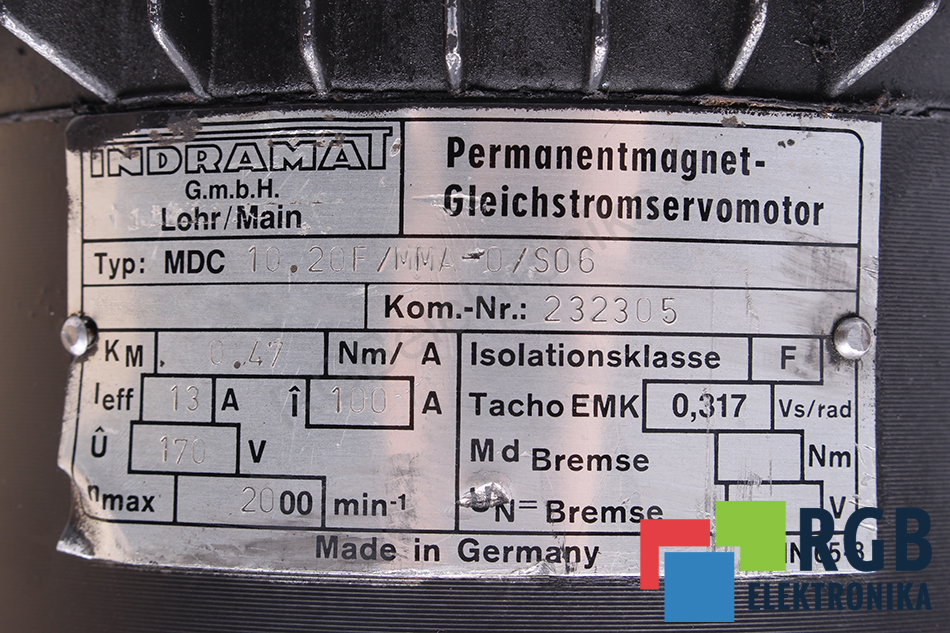 INDRAMAT
G.m.b.H.
Lohr/Main
Permanentmagnet-
Gleichstromservomotor
Typ: MDC 10.20F/MMA-0/S06
Kom.-Nr.: 232305
KM 0.47 Nm/A
Ieff 13 A Î 100 A
Û 170 V
nmax 2000 min-1
Isolationsklasse F
Tacho EMK 0,317 Vs/rad
Md Bremse Nm
UN= Bremse V
Made in Germany
RGB
ELEKTRONIKA